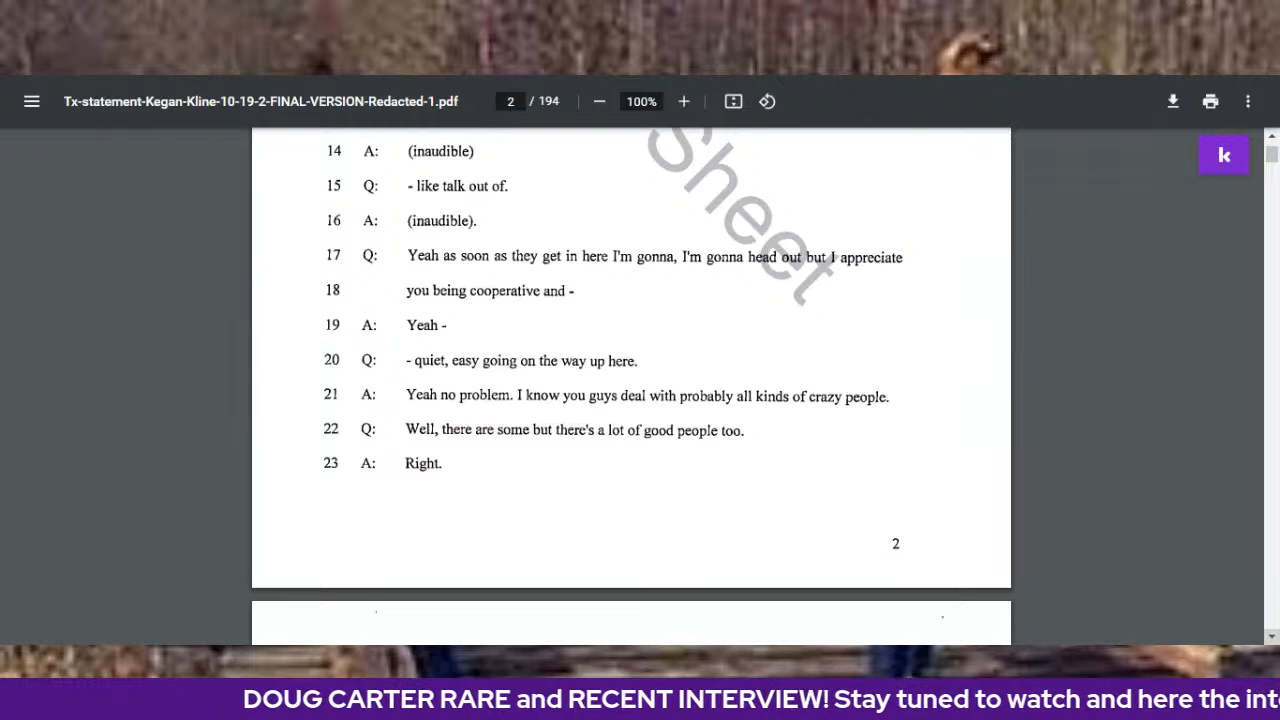 Tx-statement-Kegan-Kline-10-19-2-FINAL-VERSION-Redacted-1.pdf 2 / 194 100%
k
Sheet
14 A: (inaudible)
15 Q: - like talk out of.
16 A: (inaudible).
17 Q: Yeah as soon as they get in here I'm gonna, I'm gonna head out but I appreciate
18 you being cooperative and -
19 A: Yeah -
20 Q: - quiet, easy going on the way up here.
21 A: Yeah no problem. I know you guys deal with probably all kinds of crazy people.
22 Q: Well, there are some but there's a lot of good people too.
23 A: Right.
2
DOUG CARTER RARE and RECENT INTERVIEW! Stay tuned to watch and here the int